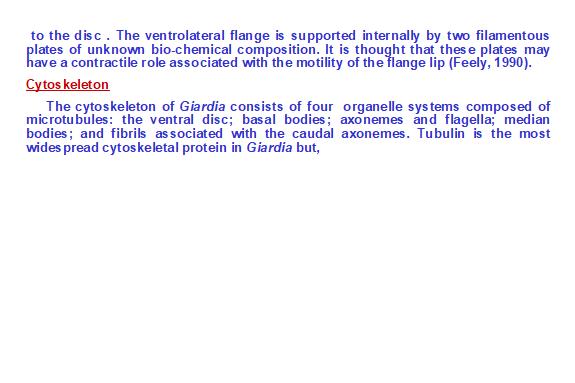 to the disc . The ventrolateral flange is supported internally by two filamentous
plates of unknown bio-chemical composition. It is thought that these plates may
have a contractile role associated with the motility of the flange lip (Feely, 1990).
Cytoskeleton
The cytoskeleton of Giardia consists of four organelle systems composed of
microtubules: the ventral disc; basal bodies; axonemes and flagella; median
bodies; and fibrils associated with the caudal axonemes. Tubulin is the most
widespread cytoskeletal protein in Giardia but,